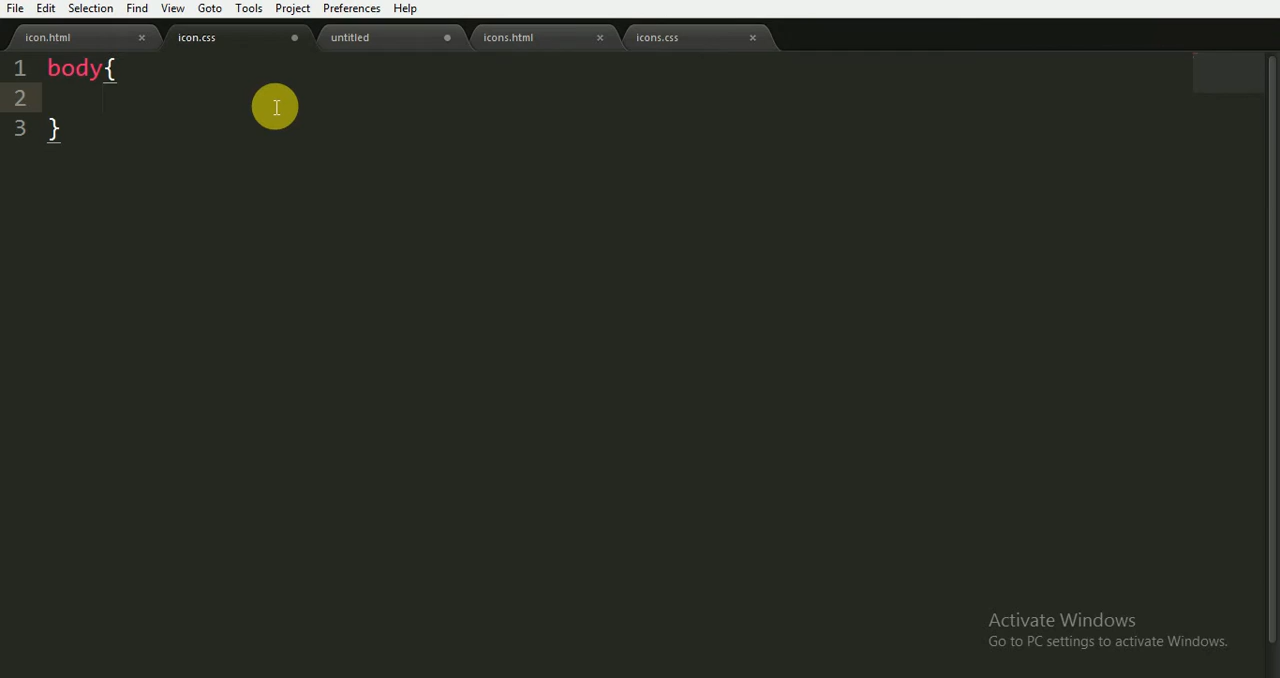 File Edit Selection Find View Goto Tools Project Preferences Help
icon.html × icon.css untitled icons.html × icons.css ×
1 body{
2
3 }
Activate Windows
Go to PC settings to activate Windows.